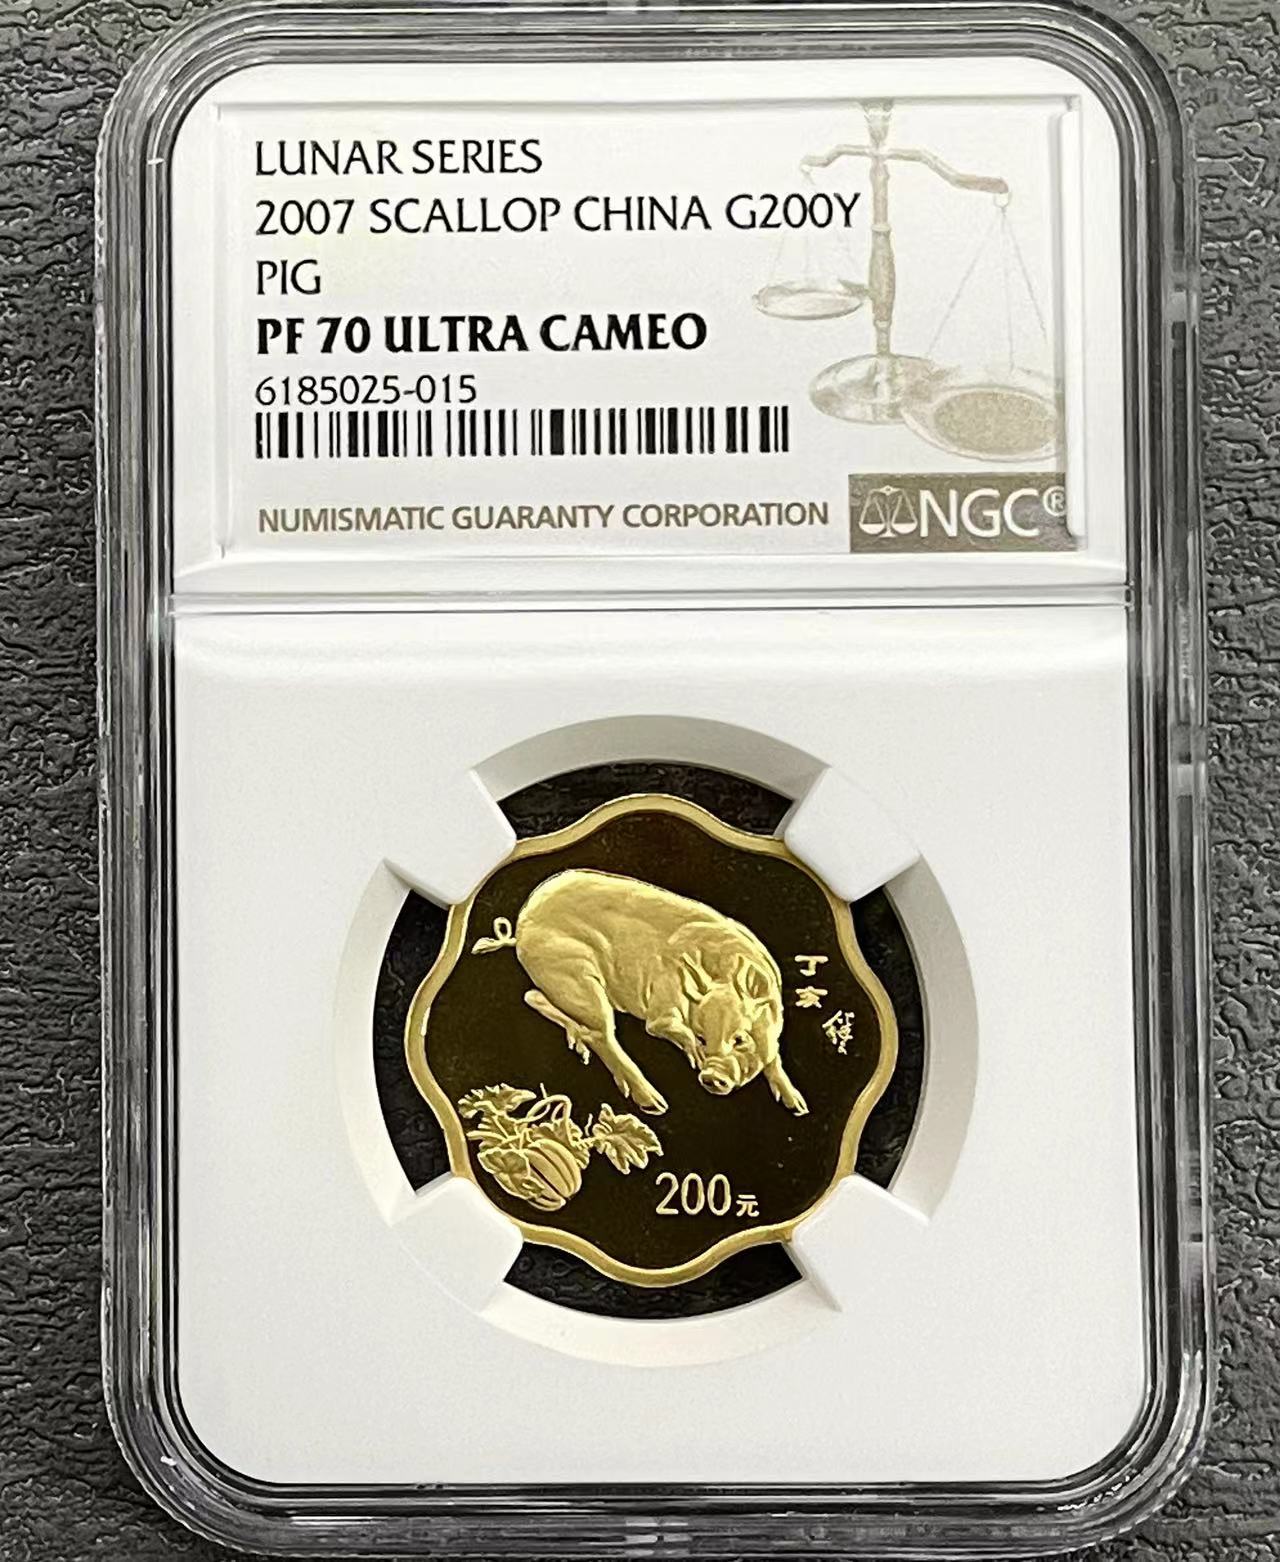 LUNAR SERIES
2007 SCALLOP CHINA G200Y
PIG
PF 70 ULTRA CAMEO
6185025-015
NUMISMATIC GUARANTY CORPORATION
NGC®
丁亥
200元